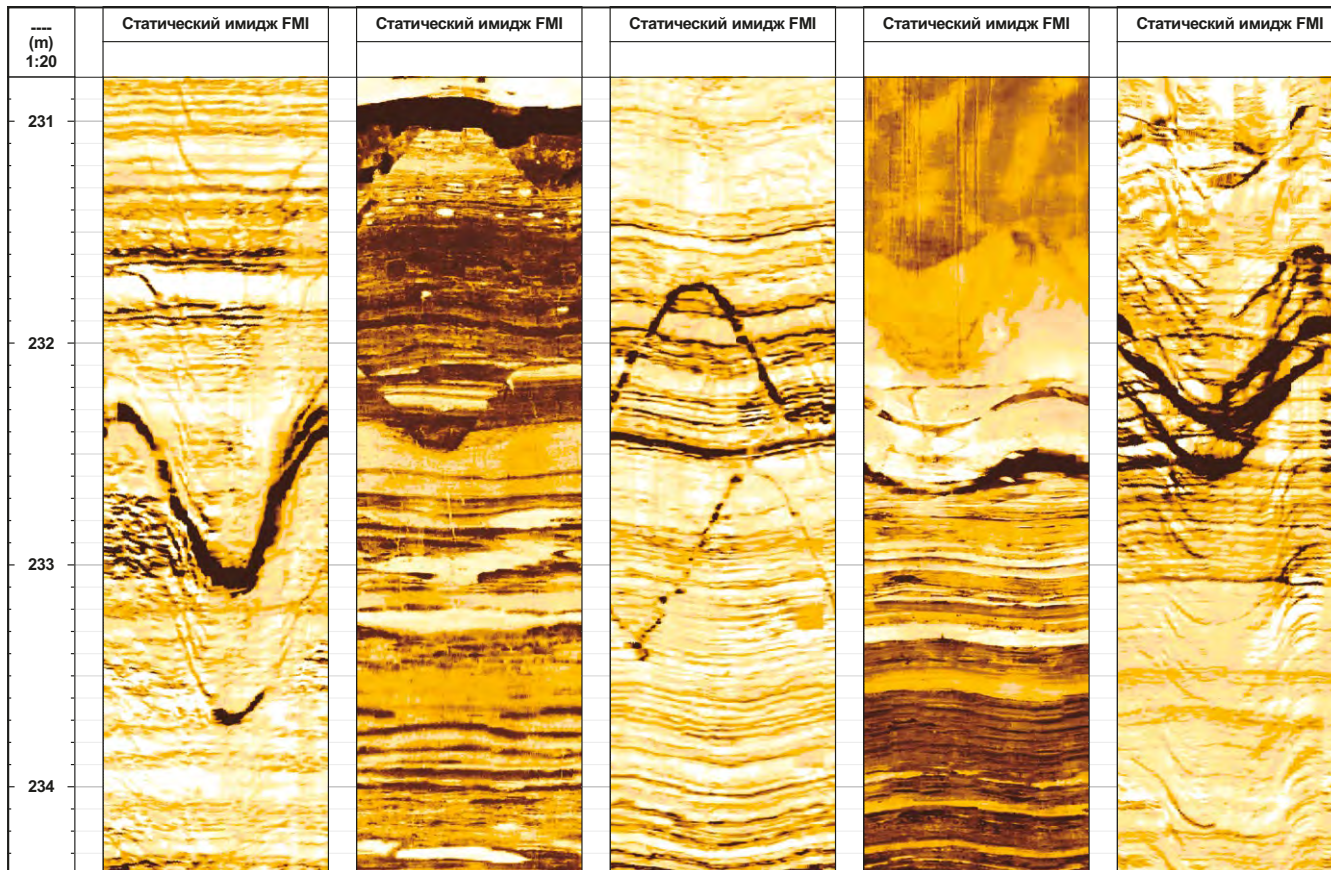 ----
(m)
1:20
Статический имидж FMI
Статический имидж FMI
Статический имидж FMI
Статический имидж FMI
Статический имидж FMI
231
232
233
234